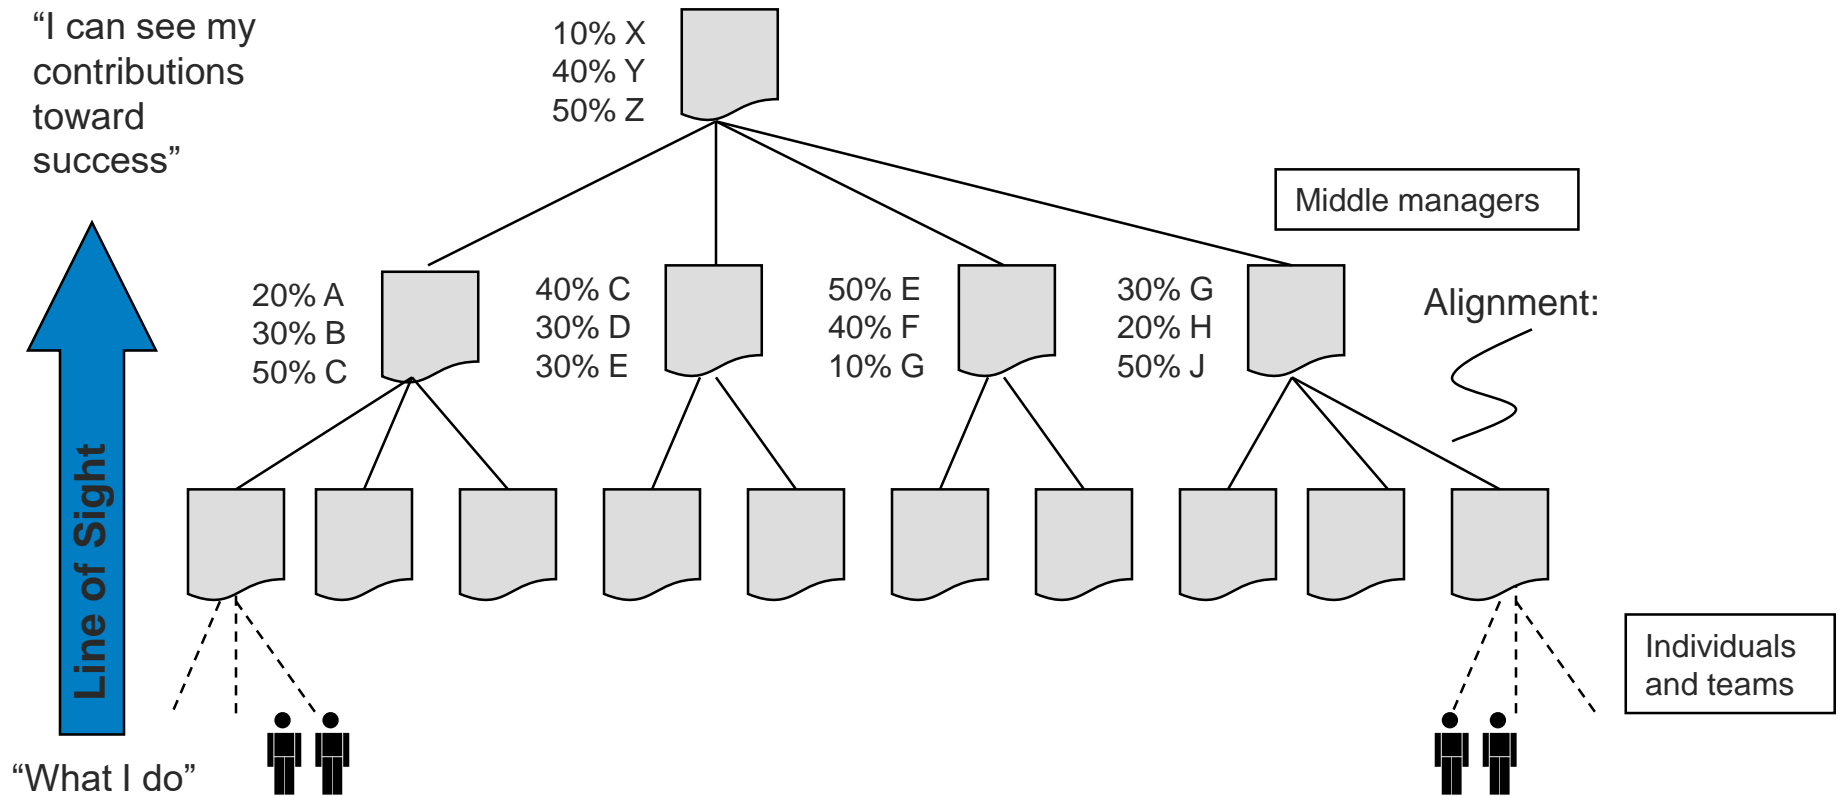 “I can see my
contributions
toward
success”
10% X
40% Y
50% Z
Middle managers
20% A
30% B
50% C
40% C
30% D
30% E
50% E
40% F
10% G
30% G
20% H
50% J
Alignment:
Line of Sight
Individuals
and teams
“What I do”